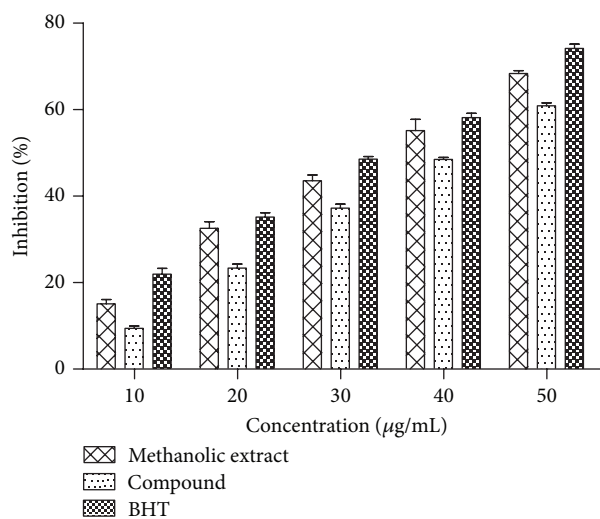 80
60
40
20
0
Inhibition (%)
10 20 30 40 50
Concentration (µg/mL)
Methanolic extract
Compound
BHT